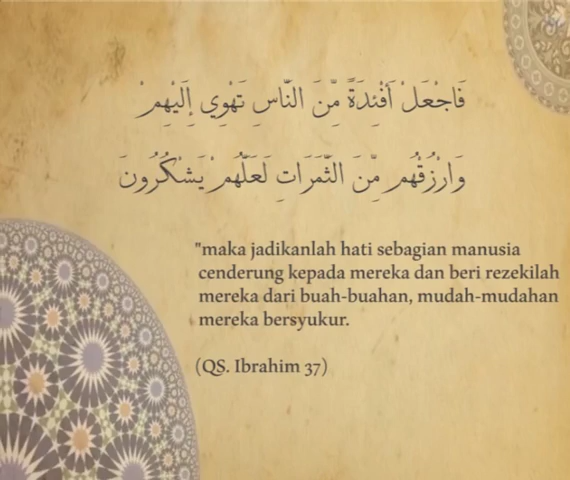 فَاجْعَلْ أَفْئِدَةً مِّنَ النَّاسِ تَهْوِي إِلَيْهِمْ
وَارْزُقْهُم مِّنَ الثَّمَرَاتِ لَعَلَّهُمْ يَشْكُرُونَ
"maka jadikanlah hati sebagian manusia
cenderung kepada mereka dan beri rezekilah
mereka dari buah-buahan, mudah-mudahan
mereka bersyukur.
(QS. Ibrahim 37)